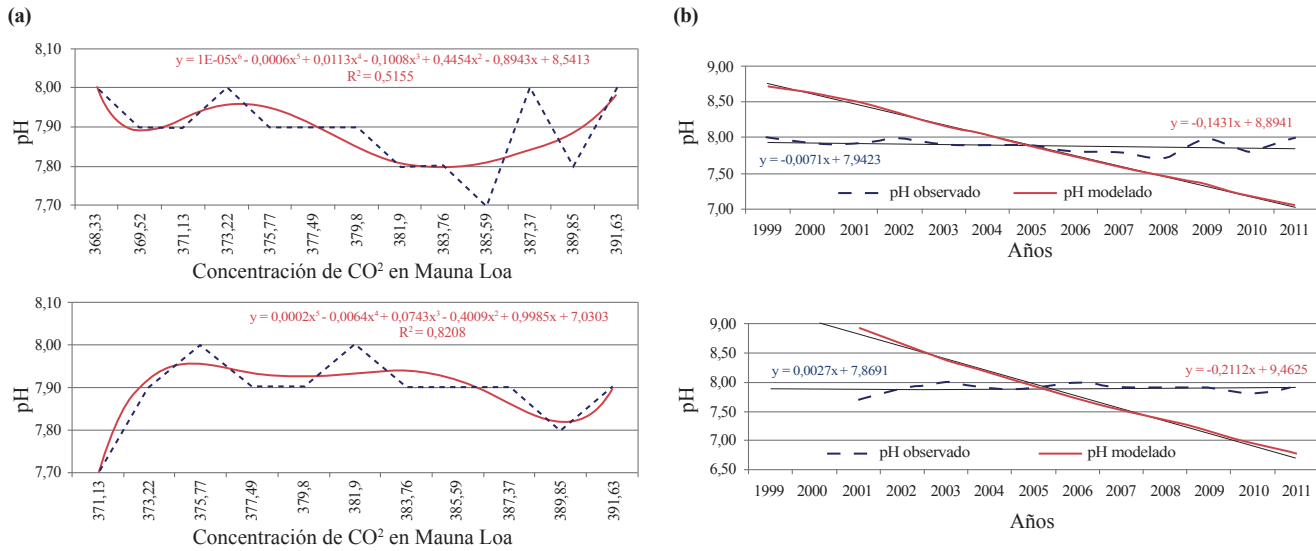 (a)
8,10
8,00
7,90
7,80
7,70
pH
y = 1E-05x⁶ - 0,0006x⁵ + 0,0113x⁴ - 0,1008x³ + 0,4454x² - 0,8943x + 8,5413
R² = 0,5155
368,33
369,52
371,13
373,22
375,77
377,49
379,8
381,9
383,76
385,59
387,37
389,85
391,63
Concentración de CO² en Mauna Loa
8,10
8,00
7,90
7,80
7,70
pH
y = 0,0002x⁵ - 0,0064x⁴ + 0,0743x³ - 0,4009x² + 0,9985x + 7,0303
R² = 0,8208
371,13
373,22
375,77
377,49
379,8
381,9
383,76
385,59
387,37
389,85
391,63
Concentración de CO² en Mauna Loa
(b)
9,00
8,50
8,00
7,50
7,00
pH
-0,1431x + 8,8941
y = -0,0071x + 7,9423
pH observado
pH modelado
1999 2000 2001 2002 2003 2004 2005 2006 2007 2008 2009 2010 2011
Años
9,00
8,50
8,00
7,50
7,00
6,50
pH
y = 0,0027x + 7,8691
-0,2112x + 9,4625
pH observado
pH modelado
1999 2000 2001 2002 2003 2004 2005 2006 2007 2008 2009 2010 2011
Años